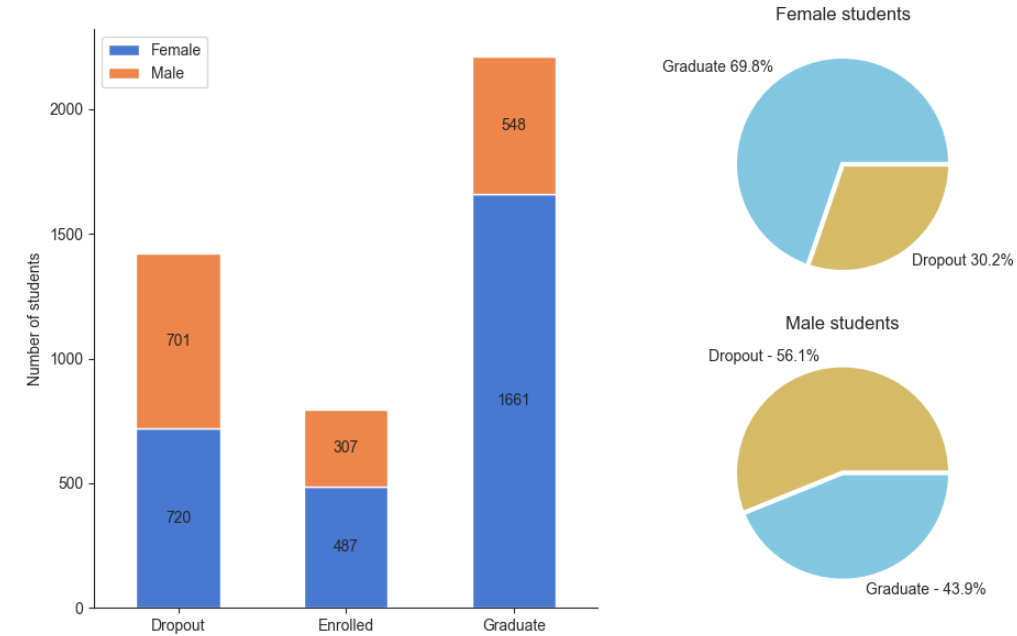 Female
Male
Number of students
2000
1500
1000
500
0
701
720
307
487
548
1661
Dropout
Enrolled
Graduate
Female students
Graduate 69.8%
Dropout 30.2%
Male students
Dropout - 56.1%
Graduate - 43.9%